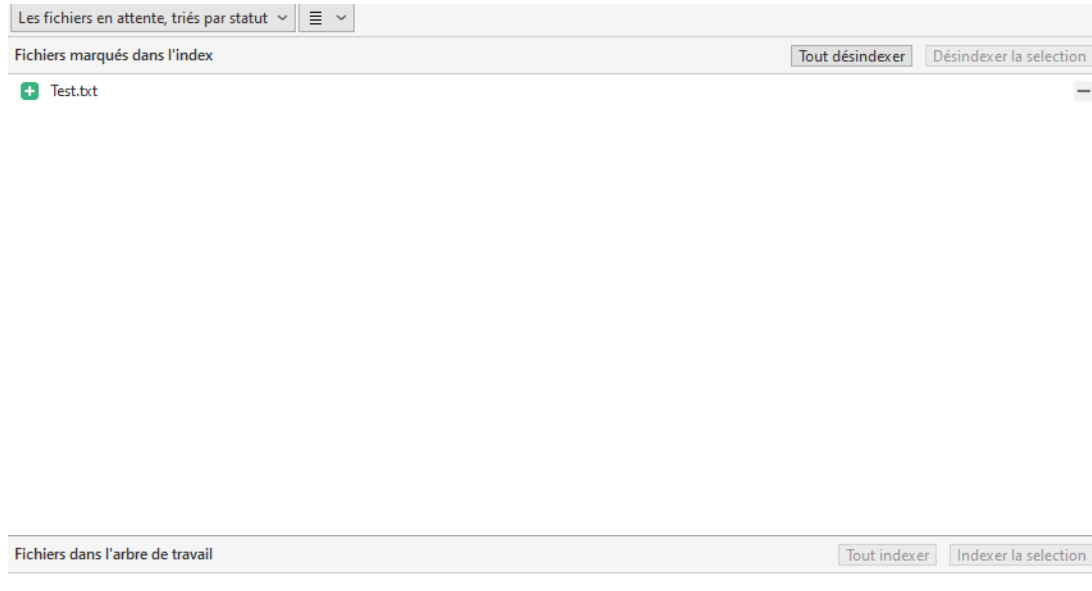 Les fichiers en attente, triés par statut
Fichiers marqués dans l'index Tout désindexer Désindexer la selection
Test.txt
Fichiers dans l'arbre de travail Tout indexer Indexer la selection